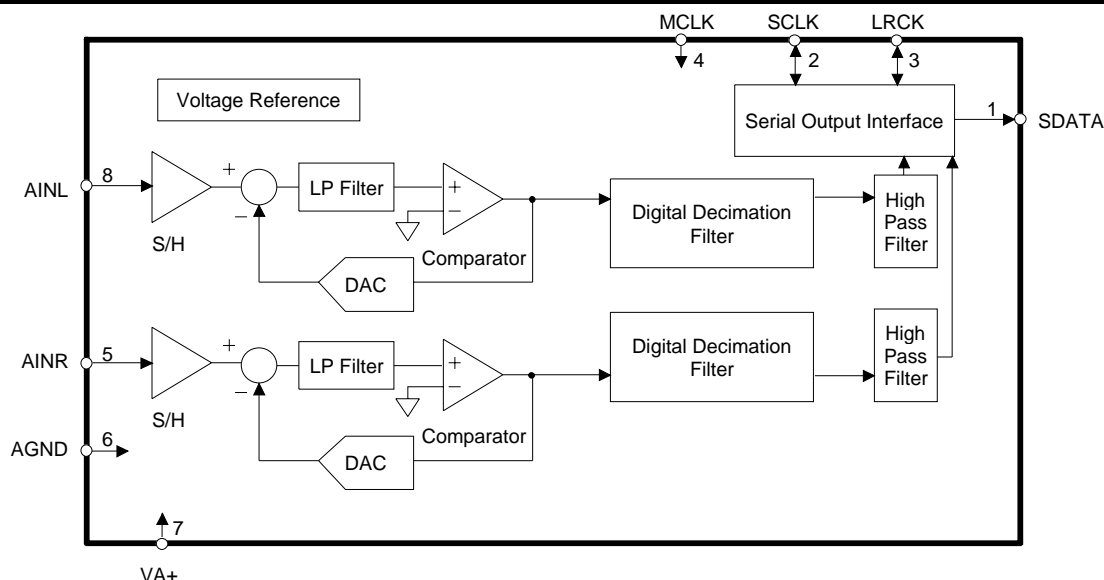 MCLK SCLK LRCK
4 2 3
Voltage Reference
Serial Output Interface
1 SDATA
AINL 8
+
−
S/H
LP Filter
+
−
Comparator
DAC
Digital Decimation
Filter
High
Pass
Filter
AINR 5
+
−
S/H
LP Filter
+
−
Comparator
DAC
Digital Decimation
Filter
High
Pass
Filter
AGND 6
7
VA+